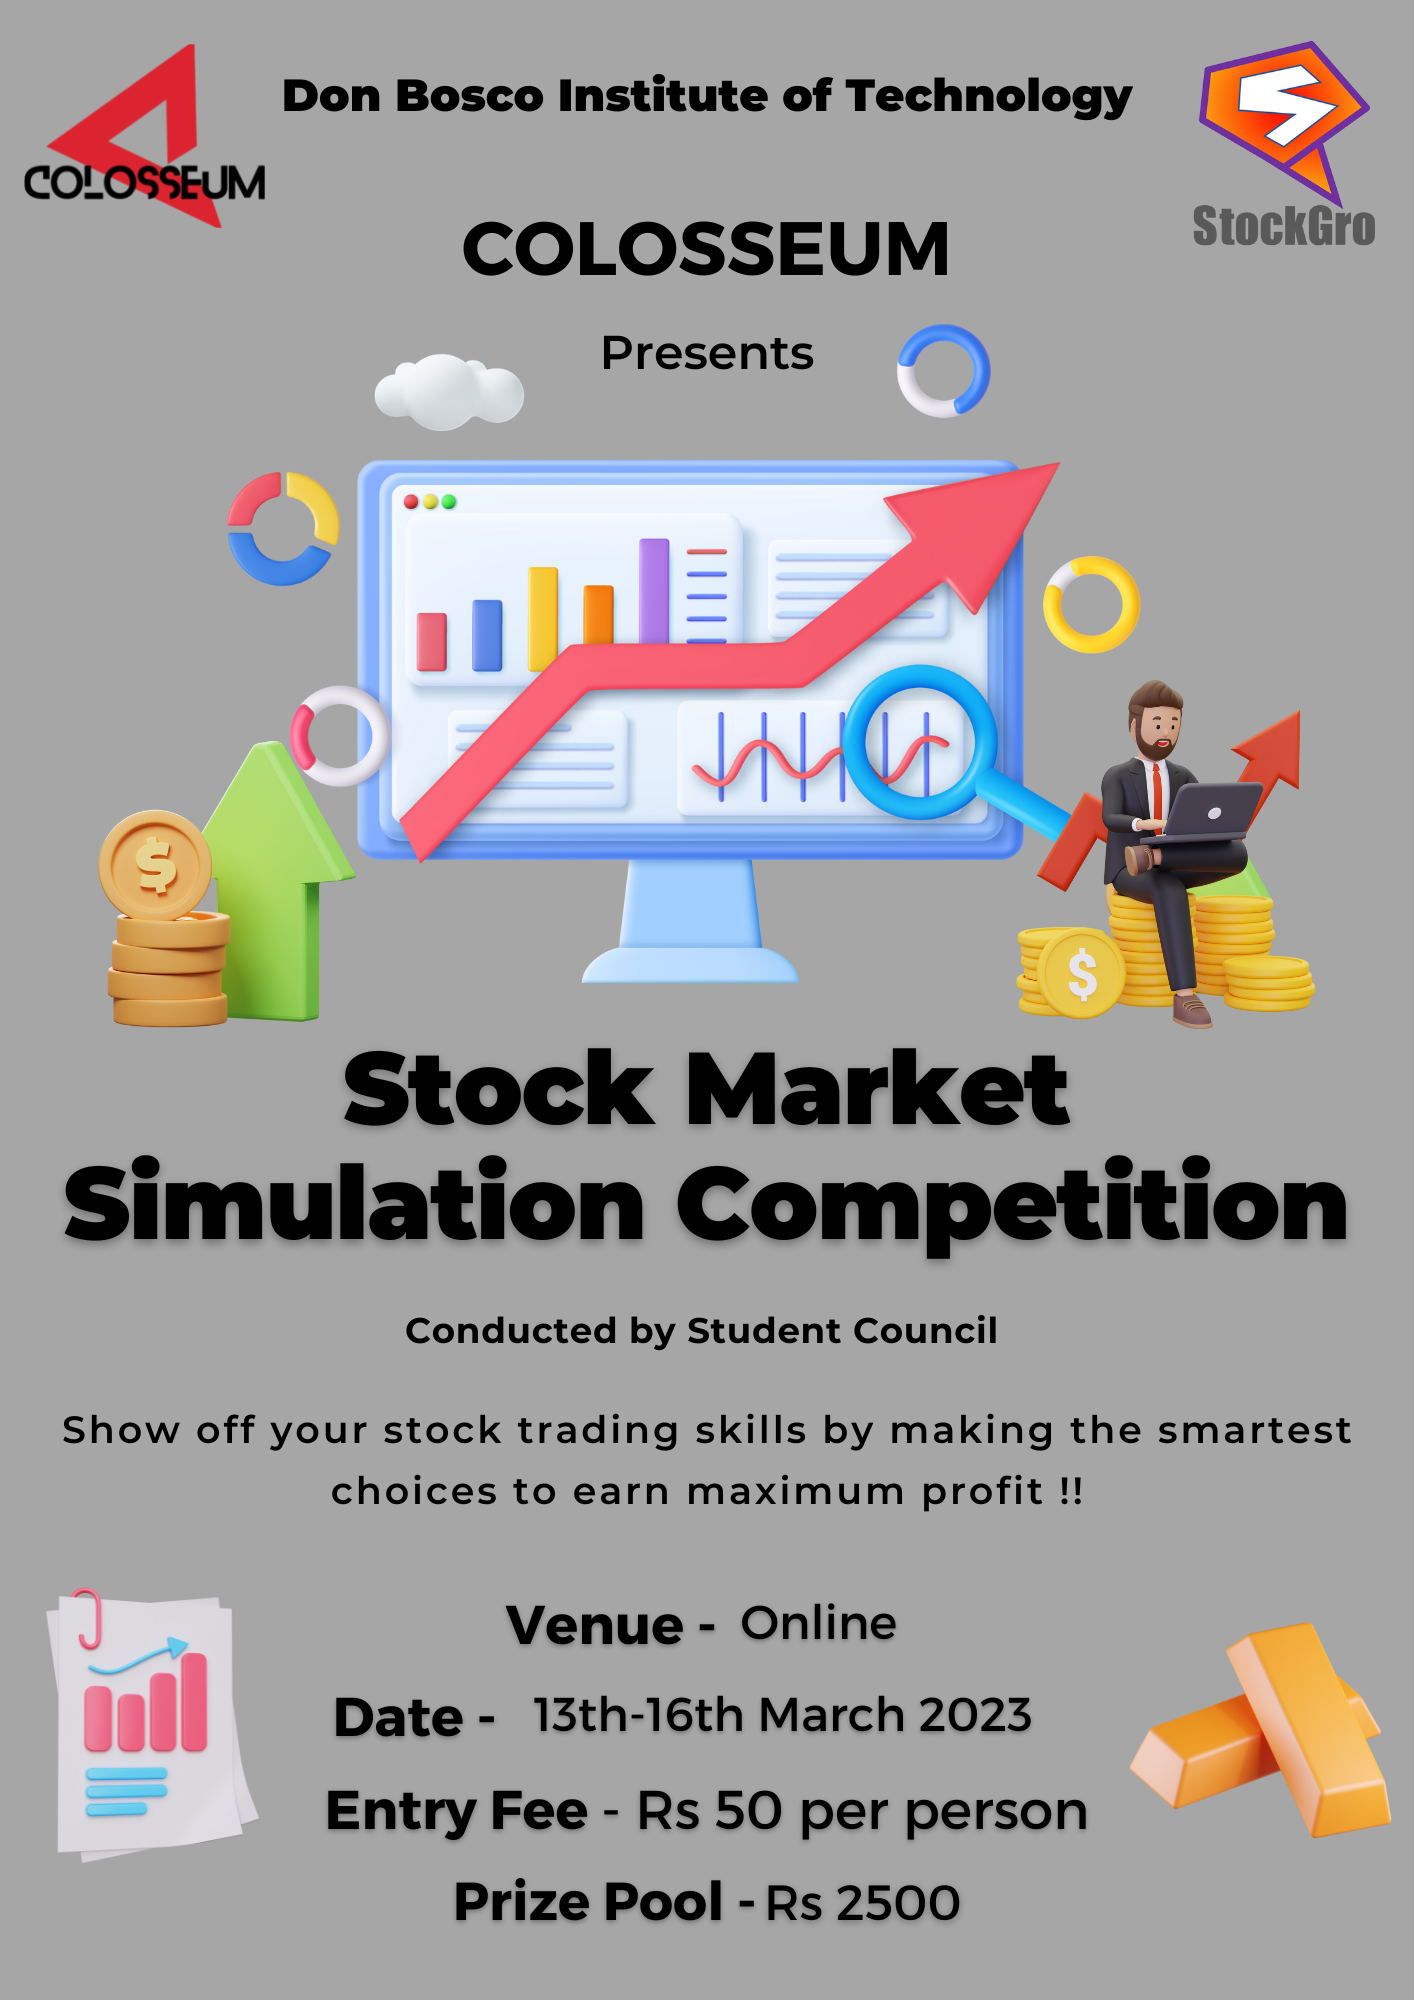 Don Bosco Institute of Technology
COLOSSEUM
StockGro
COLOSSEUM
Presents
$
$
Stock Market
Simulation Competition
Conducted by Student Council
Show off your stock trading skills by making the smartest
choices to earn maximum profit !!
Venue - Online
Date - 13th-16th March 2023
Entry Fee - Rs 50 per person
Prize Pool - Rs 2500